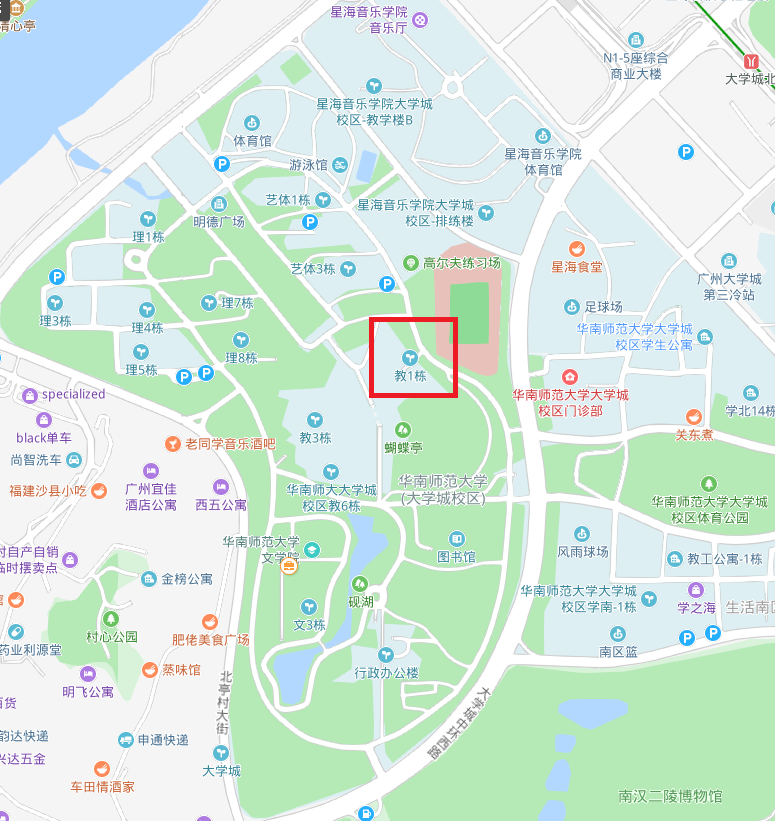 清心亭
星海音乐学院
音乐厅
N1-5座综合
商业大楼
大学城北
星海音乐学院大学城
校区-教学楼B
体育馆
星海音乐学院
体育馆
游泳馆
艺体1栋
星海音乐学院大学城
校区-排练楼
明德广场
理1栋
高尔夫练习场
星海食堂
艺体3栋
广州大学城
第三冷站
理3栋
理7栋
理4栋
足球场
华南师范大学大学城
校区学生公寓
理8栋
理5栋
教1栋
specialized
华南师范大学大学城
校区门诊部
学北14栋
black单车
教3栋
关东煮
老同学音乐酒吧
蝴蝶亭
尚智洗车
福建沙县小吃
广州宜佳
酒店公寓
西五公寓
华南师大大学城
校区教6栋
华南师范大学
(大学城校区)
华南师范大学大学城
校区体育公园
华南师范大学
文学院
村自产自销
临时摆卖点
图书馆
风雨球场
教工公寓-1栋
金榜公寓
砚湖
华南师范大学大学城
校区学南-1栋
学之海
生活南区
馆
村心公园
文3栋
肥佬美食广场
药业利源堂
南区篮
蒸味馆
行政办公楼
明飞公寓
北亭村大街
大学城中环西路
百货
韵达快递
申通快递
兴达五金
大学城
车田情酒家
南汉二陵博物馆